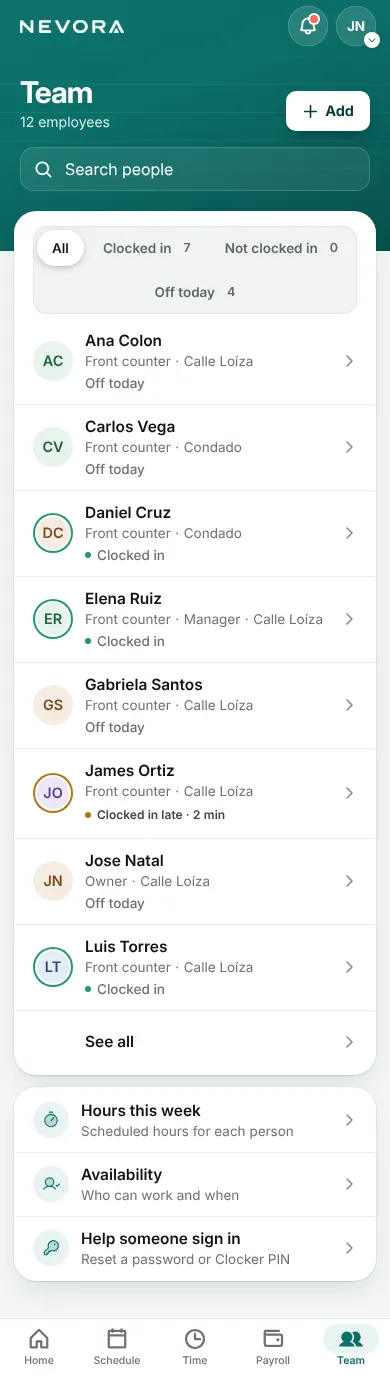 NEVORA
JN
Team
12 employees
+ Add
Search people
All
Clocked in 7
Not clocked in 0
Off today 4
Ana Colon
AC
Front counter · Calle Loíza
Off today
Carlos Vega
CV
Front counter · Condado
Off today
Daniel Cruz
DC
Front counter · Condado
Clocked in
Elena Ruiz
ER
Front counter · Manager · Calle Loíza
Clocked in
Gabriela Santos
GS
Front counter · Calle Loíza
Off today
James Ortiz
JO
Front counter · Calle Loíza
Clocked in late · 2 min
Jose Natal
JN
Owner · Calle Loíza
Off today
Luis Torres
LT
Front counter · Calle Loíza
Clocked in
See all
Hours this week
Scheduled hours for each person
Availability
Who can work and when
Help someone sign in
Reset a password or Clocker PIN
Home
Schedule
Time
Payroll
Team